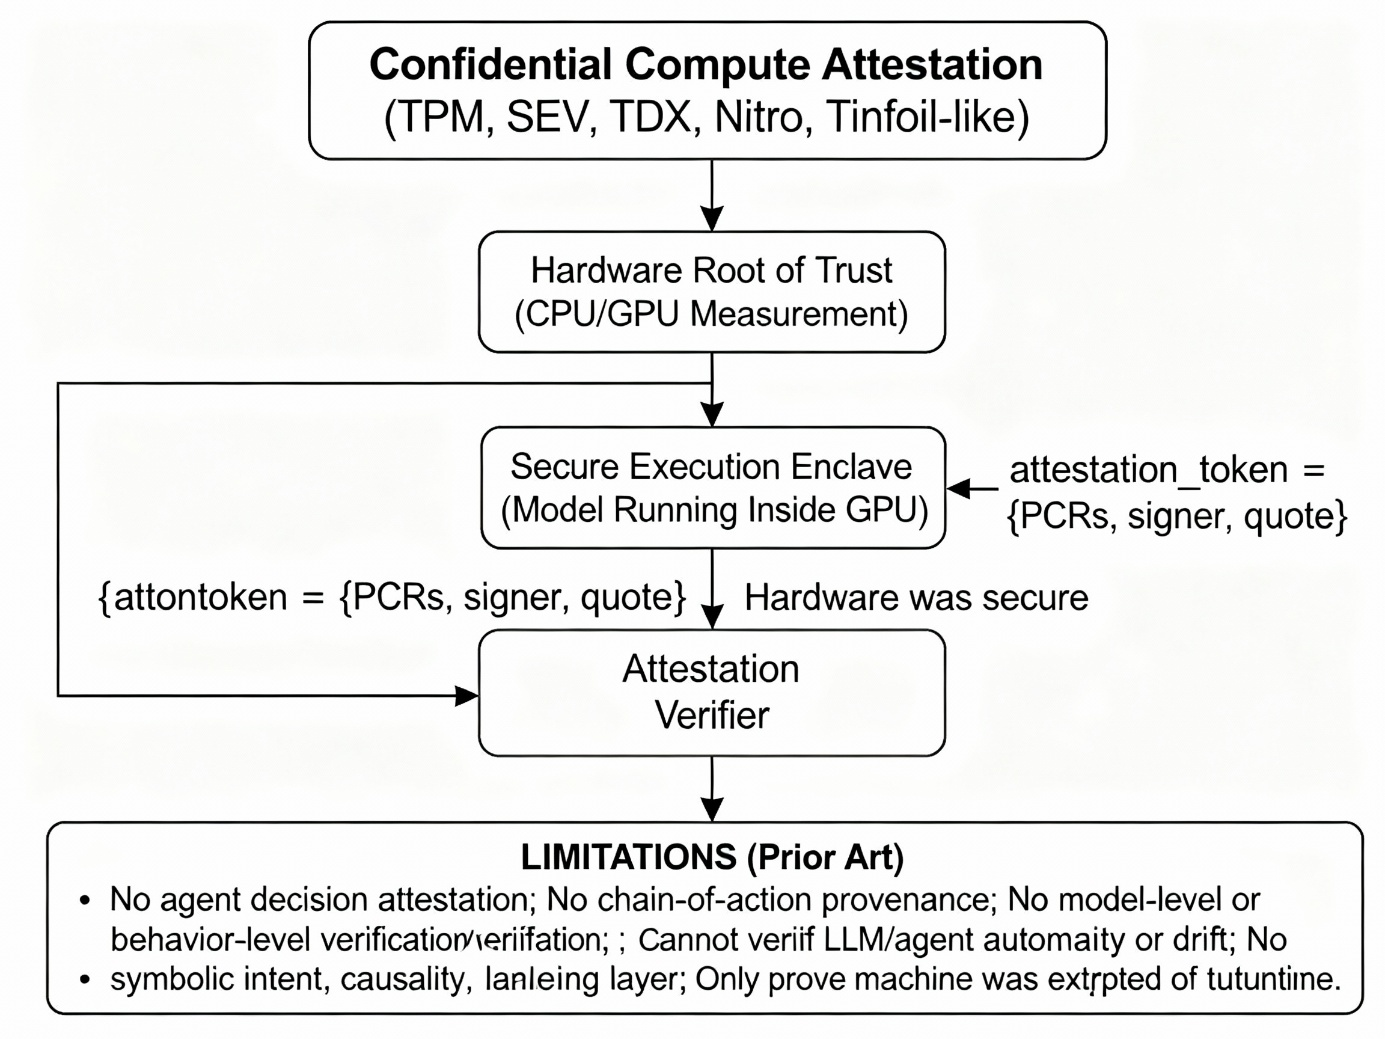 Confidential Compute Attestation
(TPM, SEV, TDX, Nitro, Tinfoil-like)
Hardware Root of Trust
(CPU/GPU Measurement)
Secure Execution Enclave
(Model Running Inside GPU)
attestation_token =
{PCRs, signer, quote}
{attontoken = {PCRs, signer, quote}
Hardware was secure
Attestation
Verifier
LIMITATIONS (Prior Art)
• No agent decision attestation; No chain-of-action provenance; No model-level or
behavior-level ; Cannot veriif LLM/agent automaity or drift; No
• symbolic intent, causality, layer; Only prove machine was of